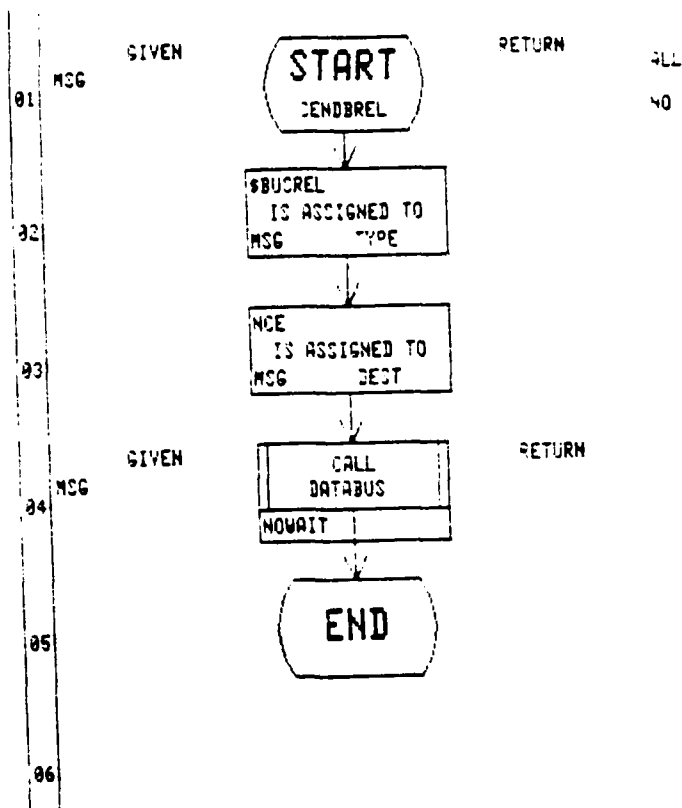 GIVEN
START
RETURN
ALL
MSG
01
SENDBREL
NO
$BUSREL
IS ASSIGNED TO
02
MSG TYPE
NCE
IS ASSIGNED TO
03
MSG DEST
GIVEN
CALL
RETURN
MSG
DATABUS
04
NOWAIT
END
05
06